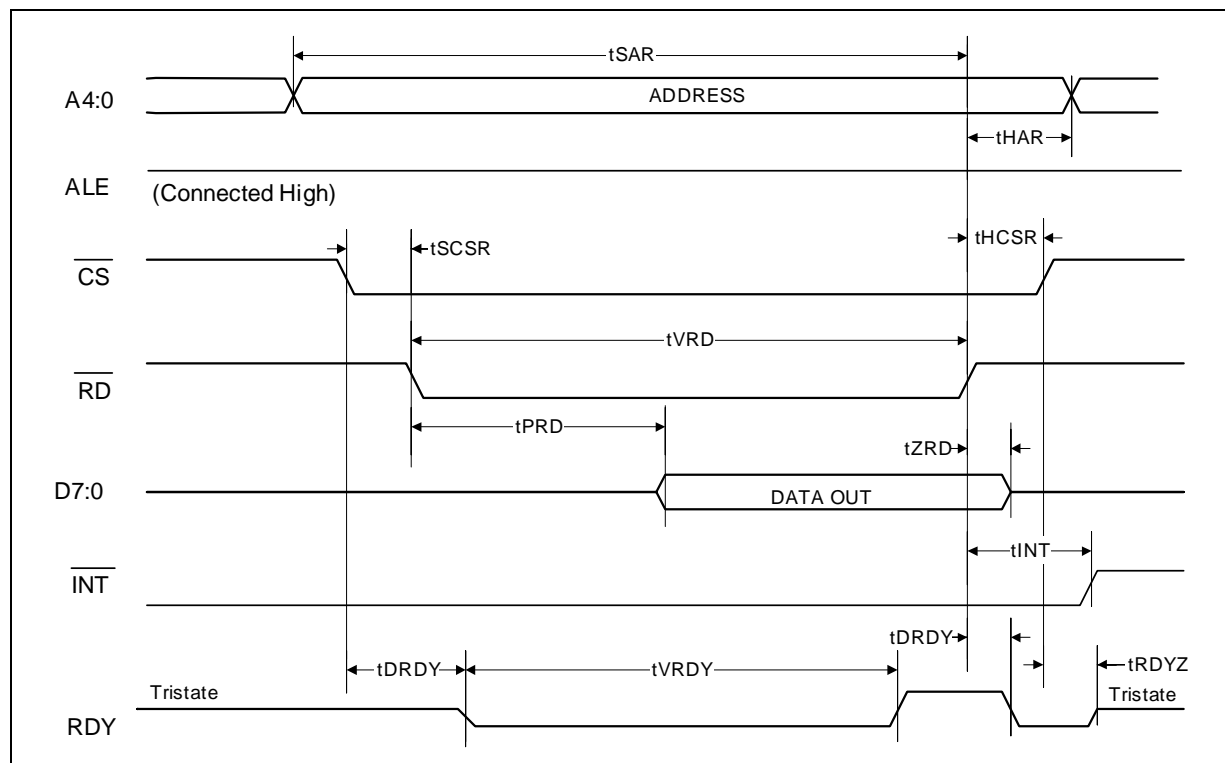 tSAR
A4:0
ADDRESS
tHAR
ALE
(Connected High)
tSCSR
tHCSR
CS
tVRD
RD
tPRD
tZRD
D7:0
DATA OUT
tINT
INT
tDRDY
tDRDY
tVRDY
tRDYZ
Tristate
Tristate
RDY